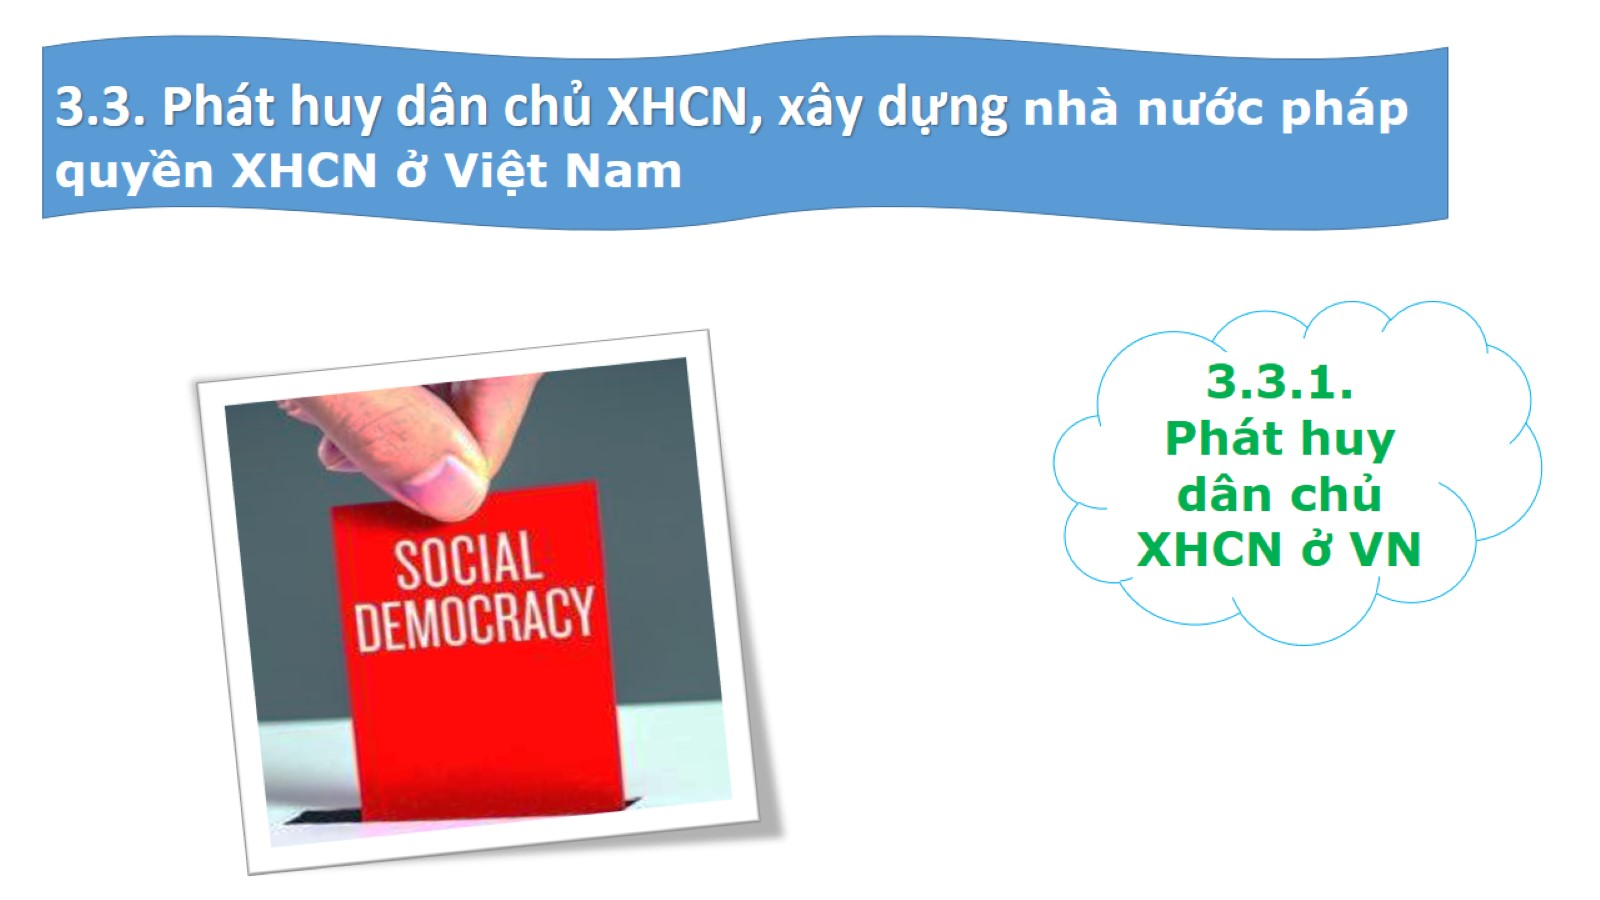 3.3. Phát huy dân chủ XHCN, xây dựng nhà nước pháp
quyền XHCN ở Việt Nam
SOCIAL
DEMOCRACY
3.3.1.
Phát huy
dân chủ
XHCN ở VN